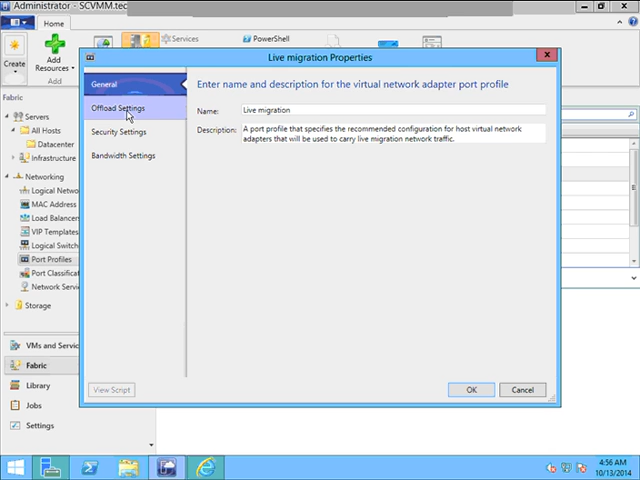 Administrator - SCVMM.tec
Home
Create
Add
Resources
Add
Services
PowerShell
Live migration Properties
Fabric
Servers
All Hosts
Datacenter
Infrastructure
Networking
Logical Netwo
MAC Address
Load Balancers
VIP Templates
Logical Switch
Port Profiles
Port Classificat
Network Servic
Storage
VMs and Servic
Fabric
Library
Jobs
Settings
General
Offload Settings
Security Settings
Bandwidth Settings
Enter name and description for the virtual network adapter port profile
Name: Live migration
Description: A port profile that specifies the recommended configuration for host virtual network
adapters that will be used to carry live migration network traffic.
View Script
OK
Cancel
4:56 AM
10/13/2014